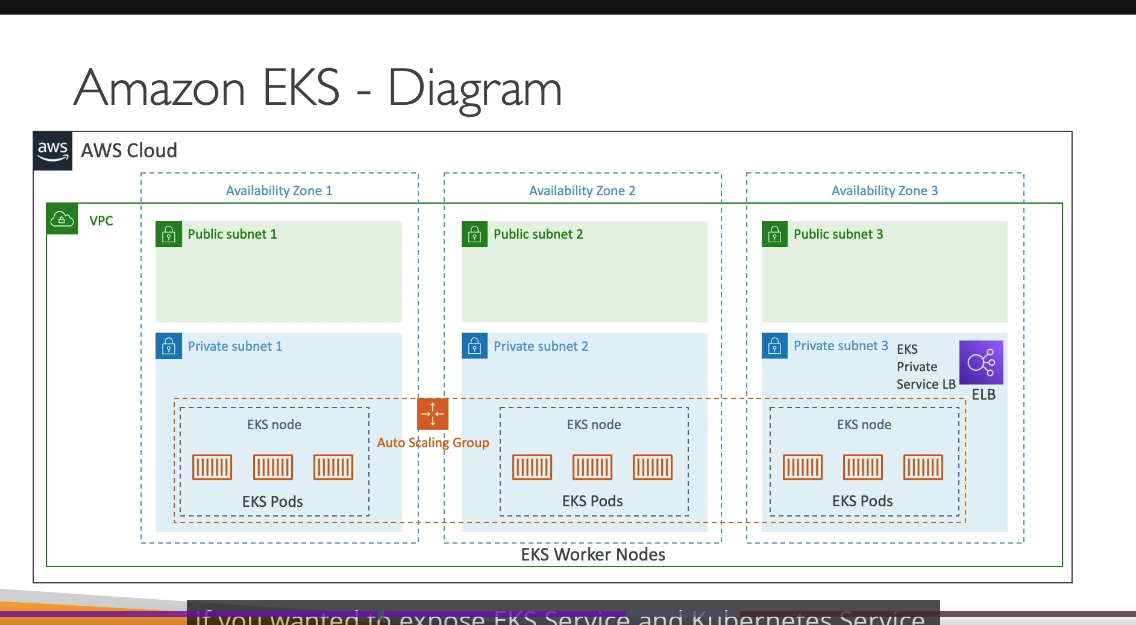 Amazon EKS - Diagram
aws
AWS Cloud
Availability Zone 1
Availability Zone 2
Availability Zone 3
VPC
Public subnet 1
Public subnet 2
Public subnet 3
Private subnet 1
Private subnet 2
Private subnet 3
EKS
Private
Service LB
ELB
EKS node
EKS node
EKS node
Auto Scaling Group
EKS Pods
EKS Pods
EKS Pods
EKS Worker Nodes
if you wanted to expose EKS Service and Kubernetes Service